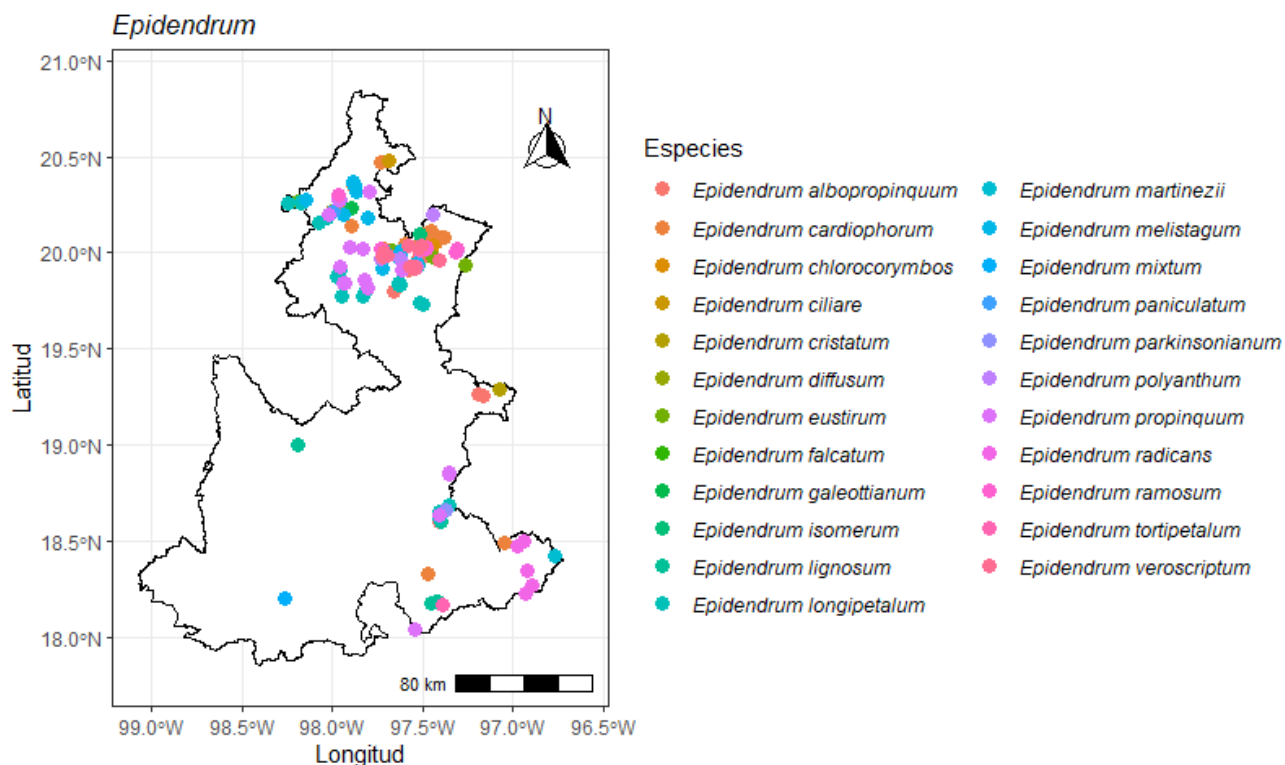 Epidendrum
21.0°N
20.5°N
20.0°N
19.5°N
19.0°N
18.5°N
18.0°N
Latitud
N
80 km
99.0°W 98.5°W 98.0°W 97.5°W 97.0°W 96.5°W
Longitud
Especies
Epidendrum albopropinquum
Epidendrum cardiophorum
Epidendrum chlorocorymbos
Epidendrum ciliare
Epidendrum cristatum
Epidendrum diffusum
Epidendrum eustirum
Epidendrum falcatum
Epidendrum galeottianum
Epidendrum isomerum
Epidendrum lignosum
Epidendrum longipetalum
Epidendrum martinezii
Epidendrum melistagum
Epidendrum mixtum
Epidendrum paniculatum
Epidendrum parkinsonianum
Epidendrum polyanthum
Epidendrum propinquum
Epidendrum radicans
Epidendrum ramosum
Epidendrum tortipetalum
Epidendrum veroscriptum